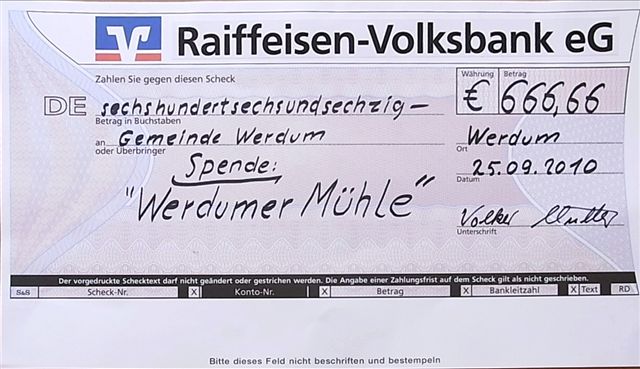 Raiffeisen-Volksbank eG
Zahlen Sie gegen diesen Scheck
Währung Betrag
DE sechshundertsechsundsechzig — € 666,66
Betrag in Buchstaben
an Gemeinde Werdum Werdum
oder Überbringer Ort
Spende: 25.09.2010
Datum
"Werdumer Mühle" Volker
Unterschrift
Der vorgedruckte Schecktext darf nicht geändert oder gestrichen werden. Die Angabe einer Zahlungsfrist auf dem Scheck gilt als nicht geschrieben.
S&S Scheck-Nr. X Konto-Nr. X Betrag X Bankleitzahl X Text RD
Bitte dieses Feld nicht beschriften und bestempeln